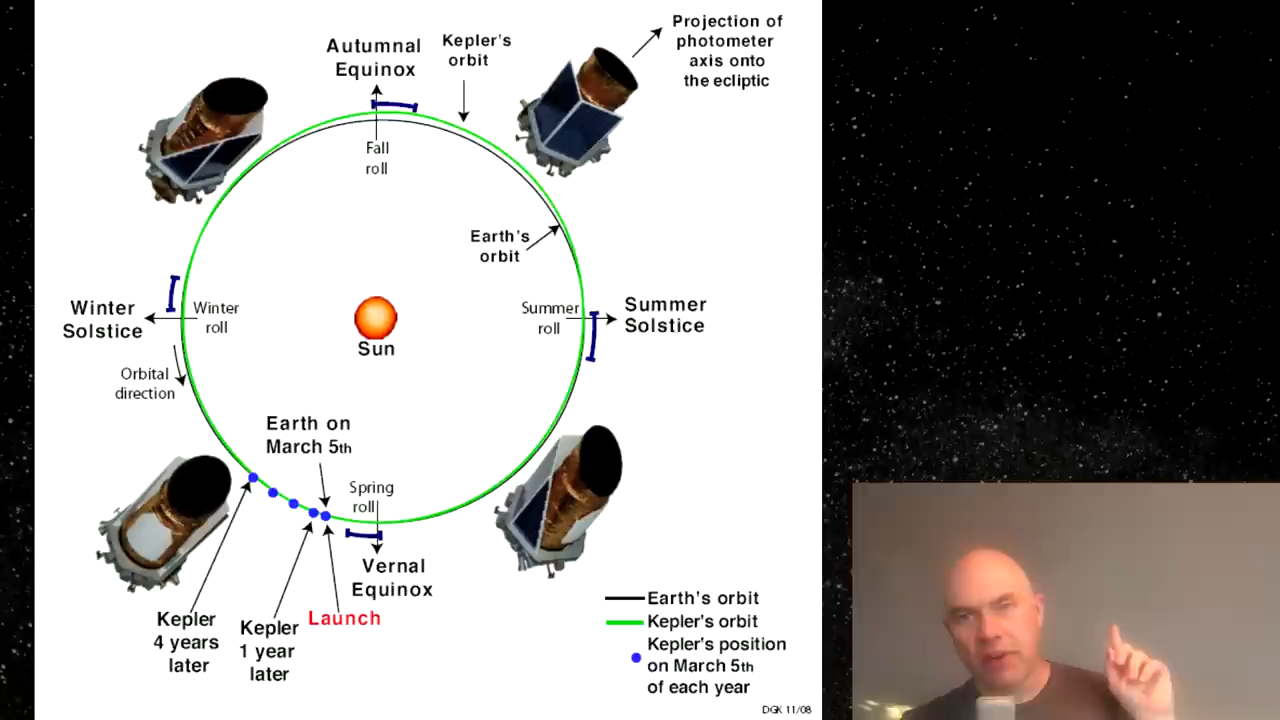 Projection of
photometer
axis onto
the ecliptic
Autumnal
Equinox
Kepler's
orbit
Fall
roll
Earth's
orbit
Winter
Solstice
Winter
roll
Summer
roll
Summer
Solstice
Sun
Orbital
direction
Earth on
March 5th
Spring
roll
Vernal
Equinox
Kepler
4 years
later
Kepler
1 year
later
Launch
Earth's orbit
Kepler's orbit
Kepler's position
on March 5th
of each year
DGK 11/08